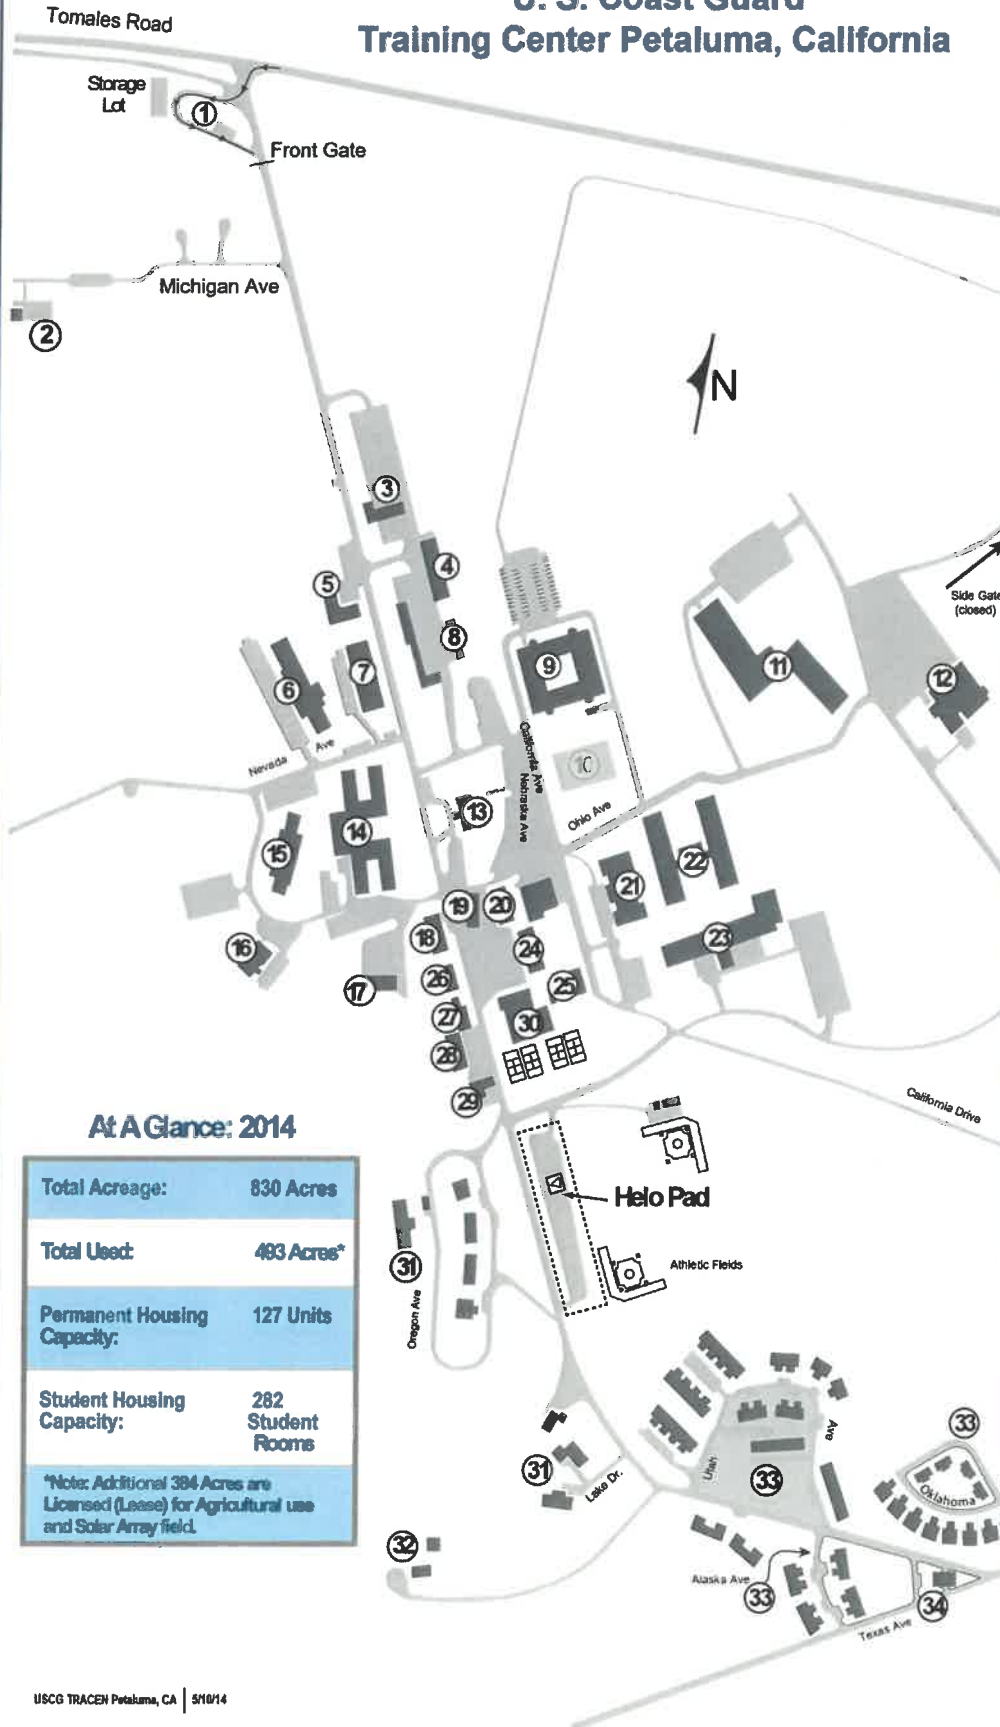 U. S. Coast Guard
Training Center Petaluma, California
Tomales Road
Storage
Lot
1
Front Gate
Michigan Ave
2
N
3
4
5
Side Gate
(closed)
8
9
11
12
6
7
Nevada Ave
California Ave
Nebraska Ave
10
Ohio Ave
13
14
15
21
22
19
20
18
16
23
24
17
26
25
27
30
28
29
California Drive
At A Glance: 2014
Total Acreage: 830 Acres
Total Used: 493 Acres*
Permanent Housing 127 Units
Capacity:
Student Housing 282
Capacity: Student
Rooms
*Note: Additional 384 Acres are
Licensed (Lease) for Agricultural use
and Solar Array field.
Helo Pad
Athletic Fields
31
Oregon Ave
31
Lake Dr.
Utah Ave
33
33
Oklahoma
32
Alaska Ave
33
34
Texas Ave
USCG TRACEN Petaluma, CA | 5/10/14